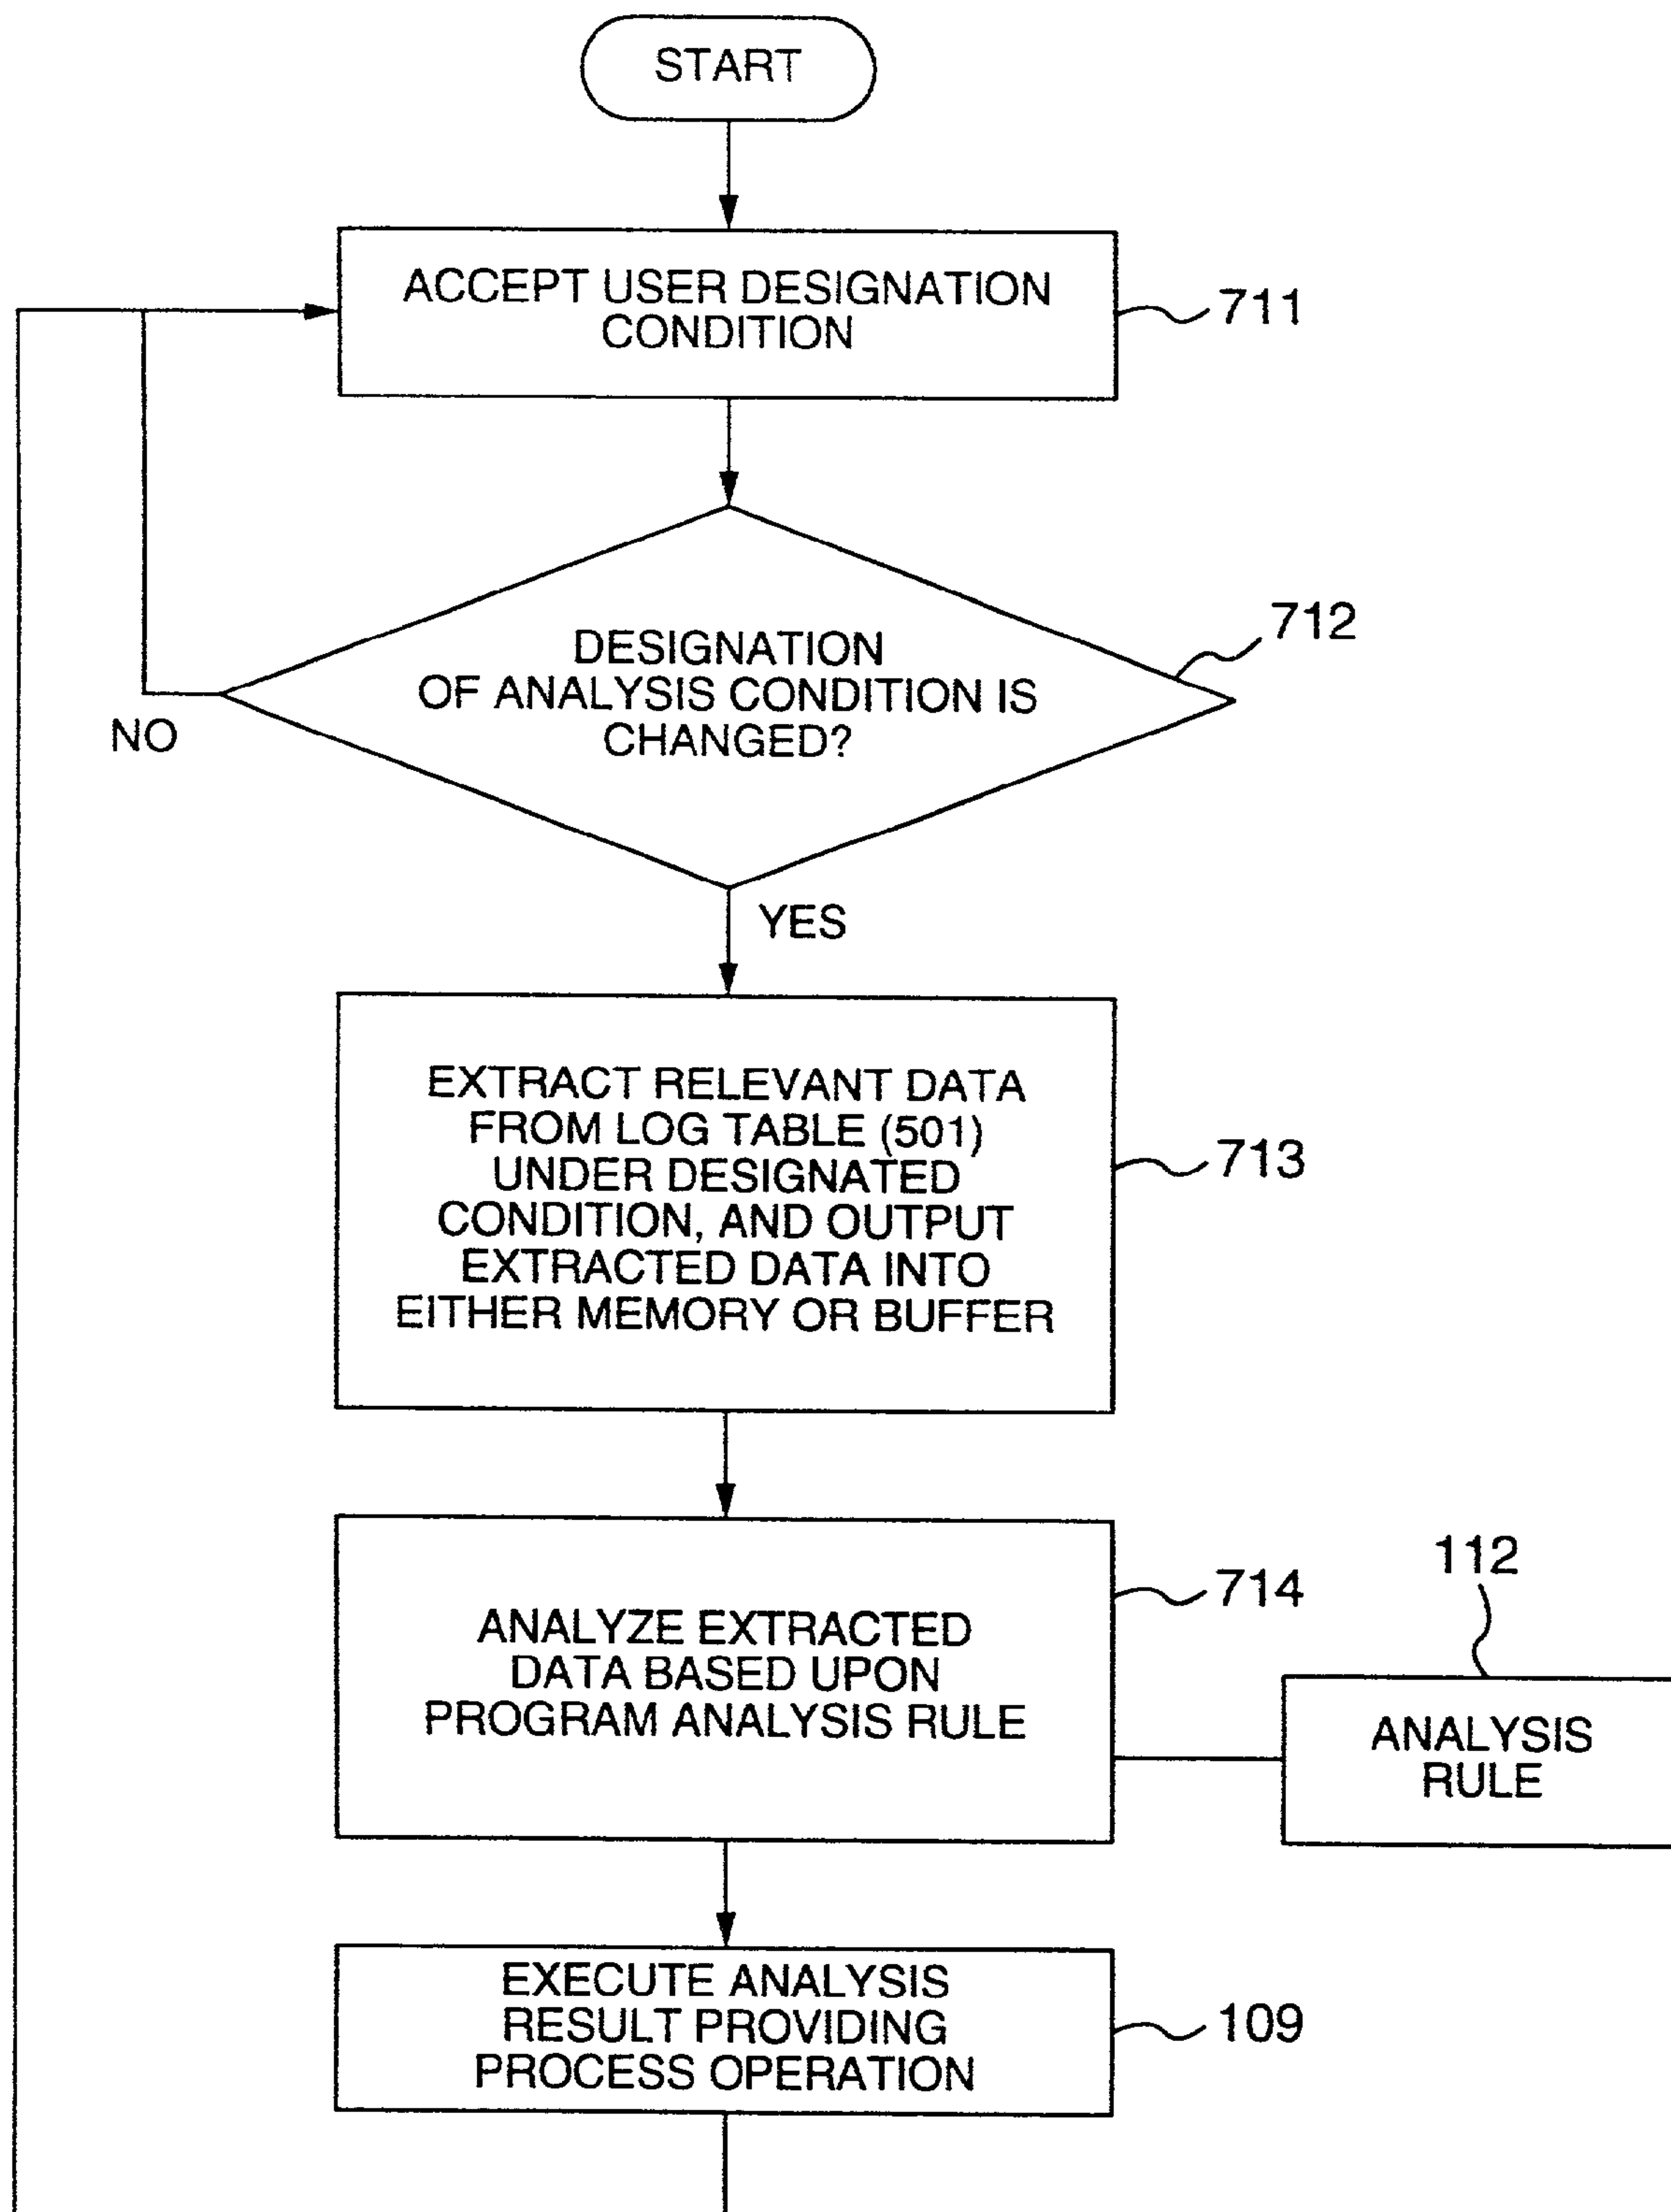 START
ACCEPT USER DESIGNATION
CONDITION
711
DESIGNATION
OF ANALYSIS CONDITION IS
CHANGED?
712
NO
YES
EXTRACT RELEVANT DATA
FROM LOG TABLE (501)
UNDER DESIGNATED
CONDITION, AND OUTPUT
EXTRACTED DATA INTO
EITHER MEMORY OR BUFFER
713
ANALYZE EXTRACTED
DATA BASED UPON
PROGRAM ANALYSIS RULE
714
112
ANALYSIS
RULE
EXECUTE ANALYSIS
RESULT PROVIDING
PROCESS OPERATION
109